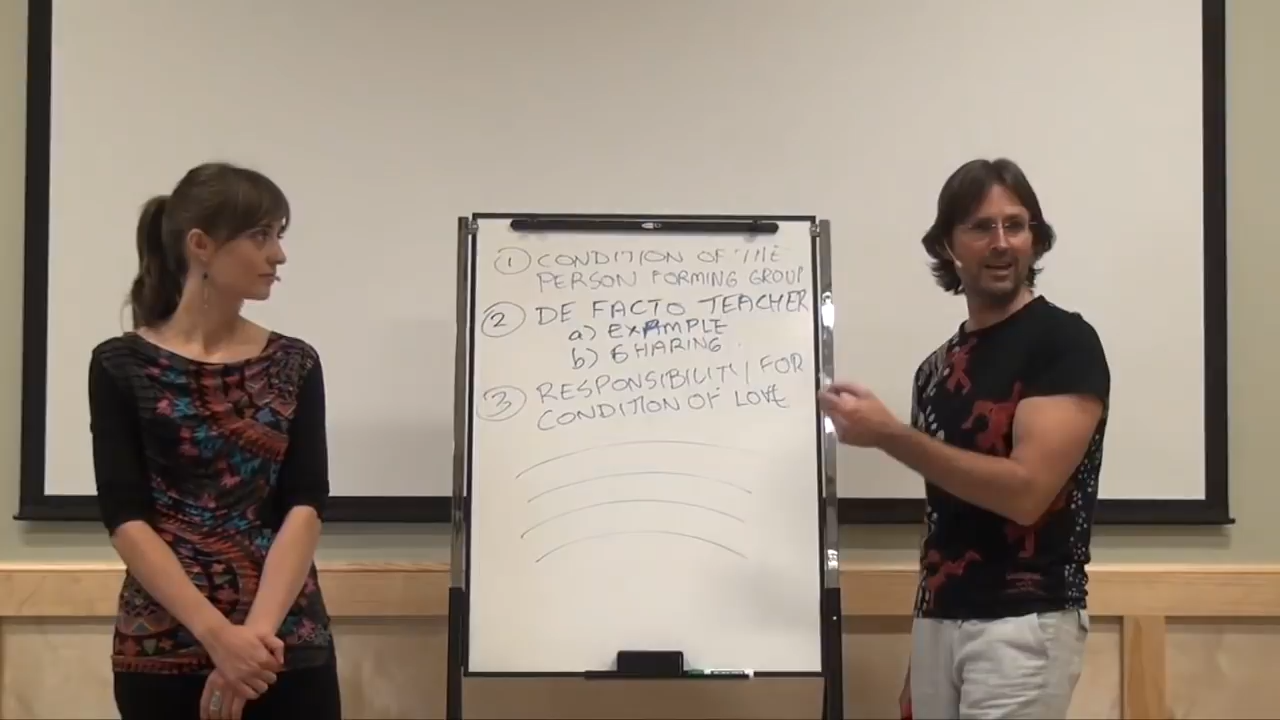 1 CONDITION OF THE
PERSON FORMING GROUP
2 DE FACTO TEACHER
a) EXAMPLE
b) SHARING
3 RESPONSIBILITY FOR
CONDITION OF LOVE